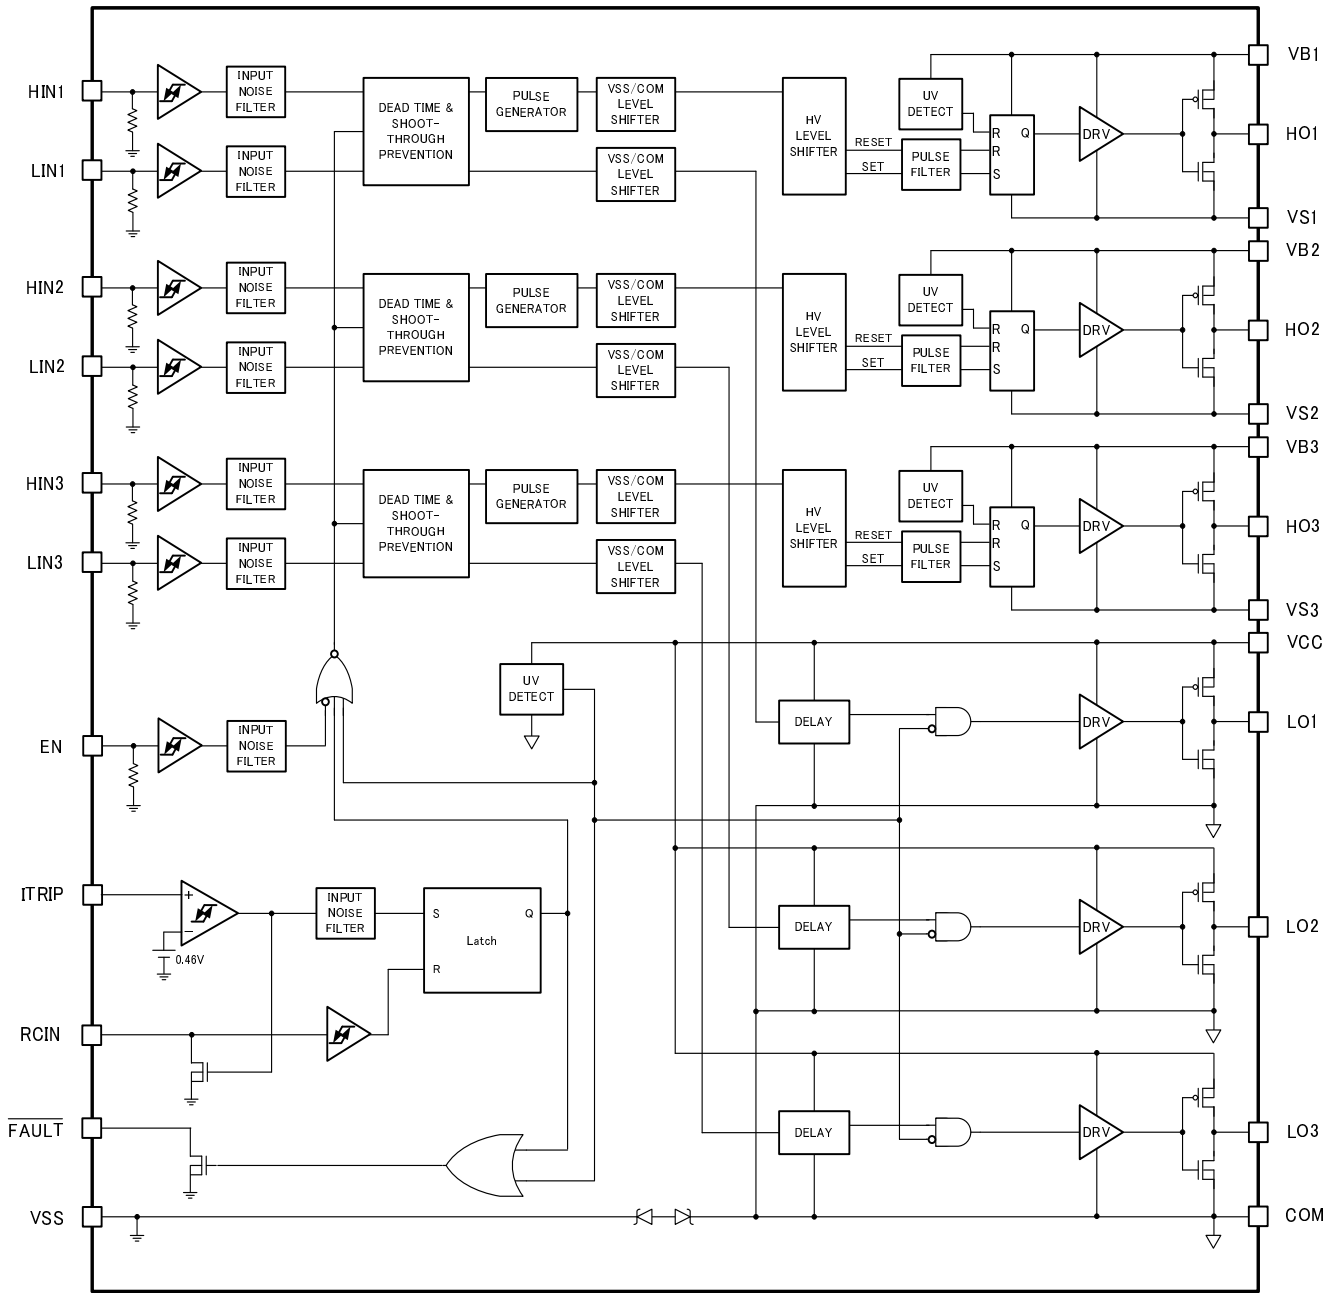 VB1
HIN1
INPUT
NOISE
FILTER
DEAD TIME &
SHOOT-
THROUGH
PREVENTION
PULSE
GENERATOR
VSS/COM
LEVEL
SHIFTER
HV
LEVEL
SHIFTER
UV
DETECT
RESET
SET
PULSE
FILTER
R
R
S
Q
DRV
HO1
LIN1
INPUT
NOISE
FILTER
VSS/COM
LEVEL
SHIFTER
VS1
VB2
HIN2
INPUT
NOISE
FILTER
DEAD TIME &
SHOOT-
THROUGH
PREVENTION
PULSE
GENERATOR
VSS/COM
LEVEL
SHIFTER
HV
LEVEL
SHIFTER
UV
DETECT
RESET
SET
PULSE
FILTER
R
R
S
Q
DRV
HO2
LIN2
INPUT
NOISE
FILTER
VSS/COM
LEVEL
SHIFTER
VS2
VB3
HIN3
INPUT
NOISE
FILTER
DEAD TIME &
SHOOT-
THROUGH
PREVENTION
PULSE
GENERATOR
VSS/COM
LEVEL
SHIFTER
HV
LEVEL
SHIFTER
UV
DETECT
RESET
SET
PULSE
FILTER
R
R
S
Q
DRV
HO3
LIN3
INPUT
NOISE
FILTER
VSS/COM
LEVEL
SHIFTER
VS3
VCC
UV
DETECT
EN
INPUT
NOISE
FILTER
DELAY
DRV
LO1
ITRIP
+
−
0.46V
INPUT
NOISE
FILTER
S
Q
Latch
R
DELAY
DRV
LO2
RCIN
FAULT
DELAY
DRV
LO3
VSS
COM